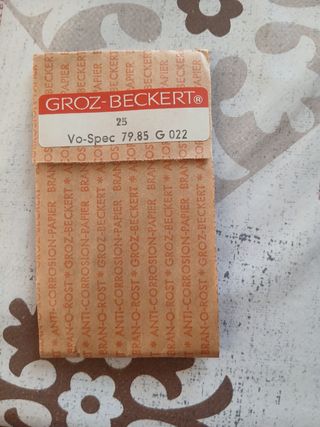 GROZ-BECKERT®
25
Vo-Spec 79.85 G 022
BRAN-O-ROST * ANTI-CORROSION-PAPIER * GROZ-BECKERT *